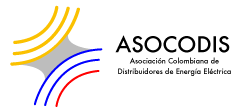 ASOCODIS
Asociación Colombiana de
Distribuidores de Energía Eléctrica